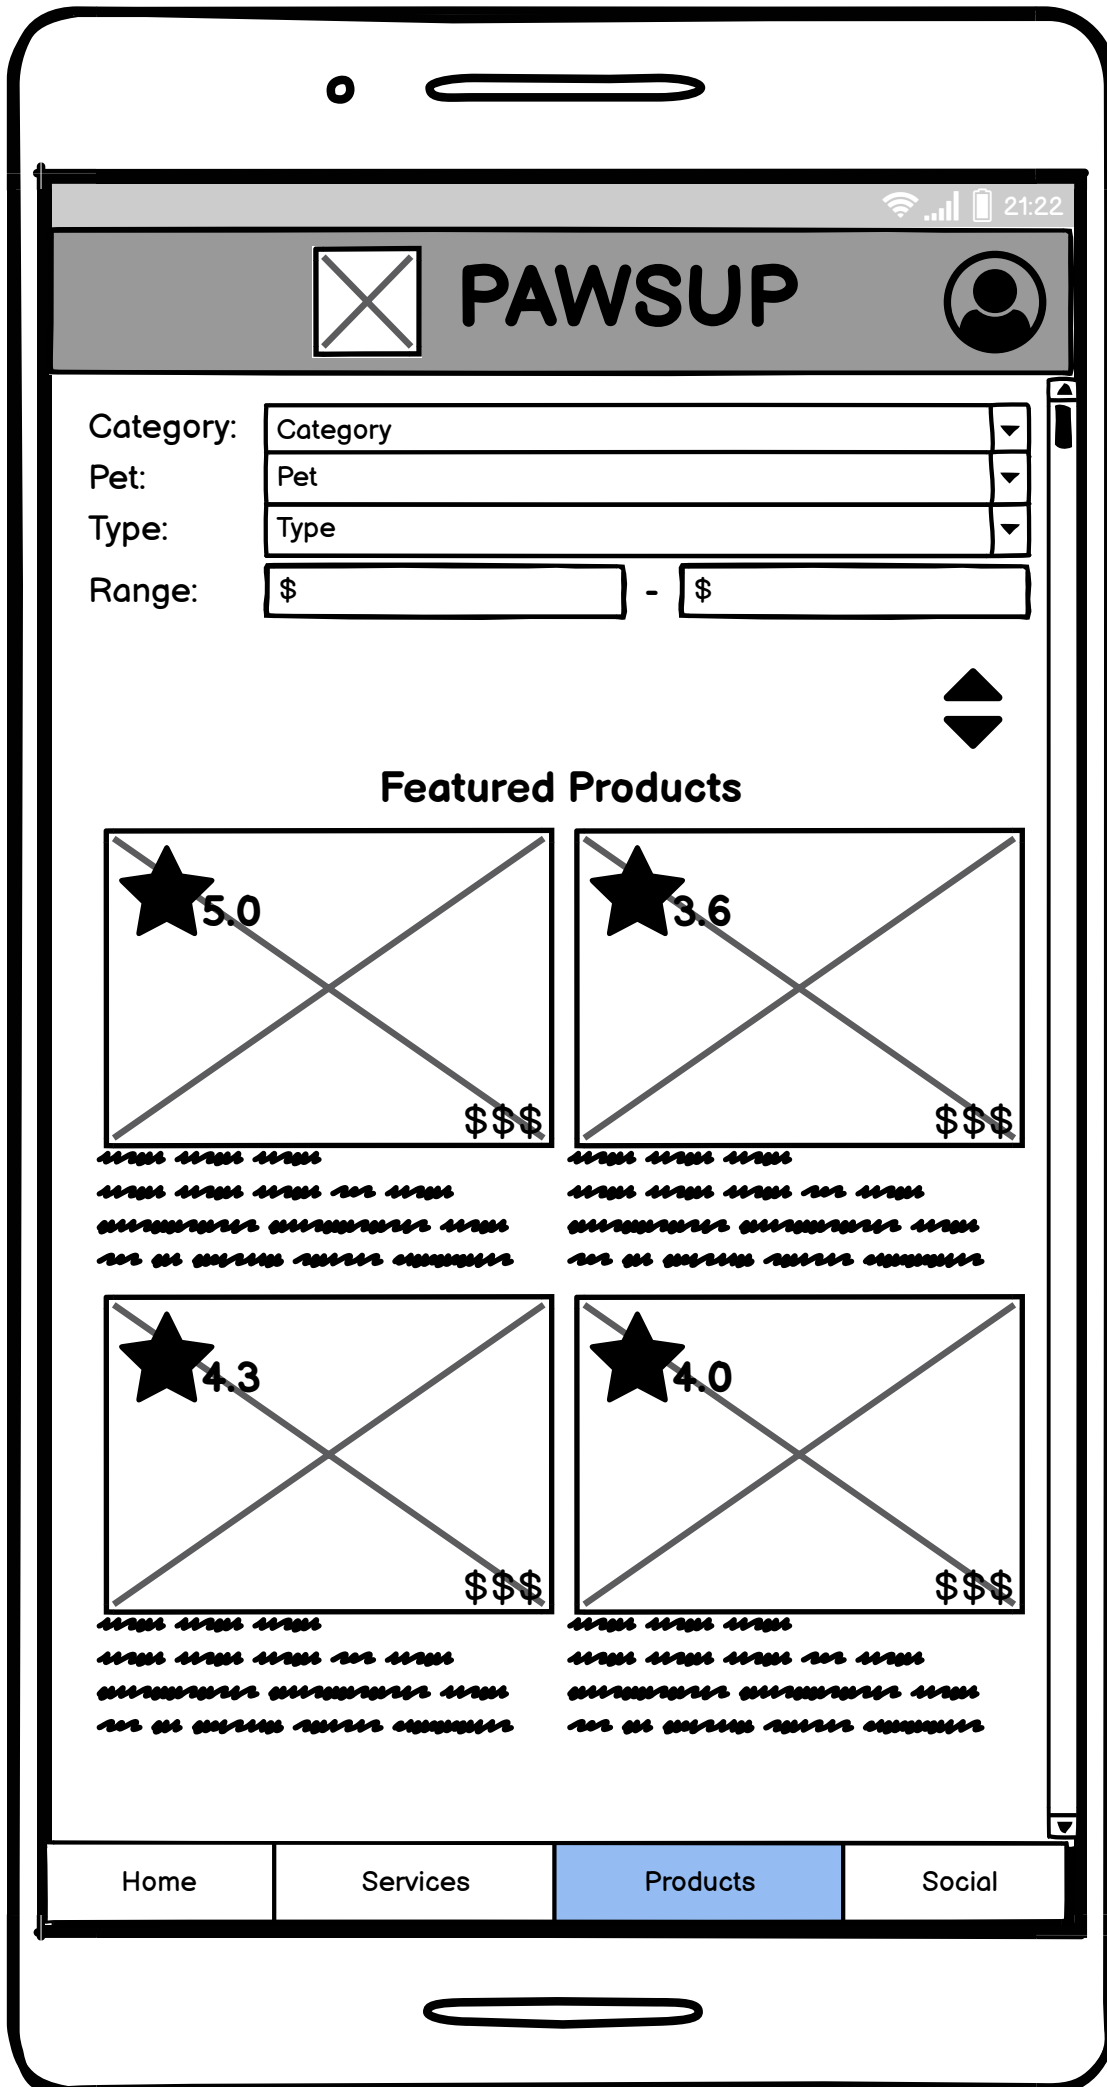 21:22
PAWSUP
Category: Category
Pet: Pet
Type: Type
Range: $ - $
Featured Products
5.0 3.6
$$$ $$$
4.3 4.0
$$$ $$$
Home Services Products Social